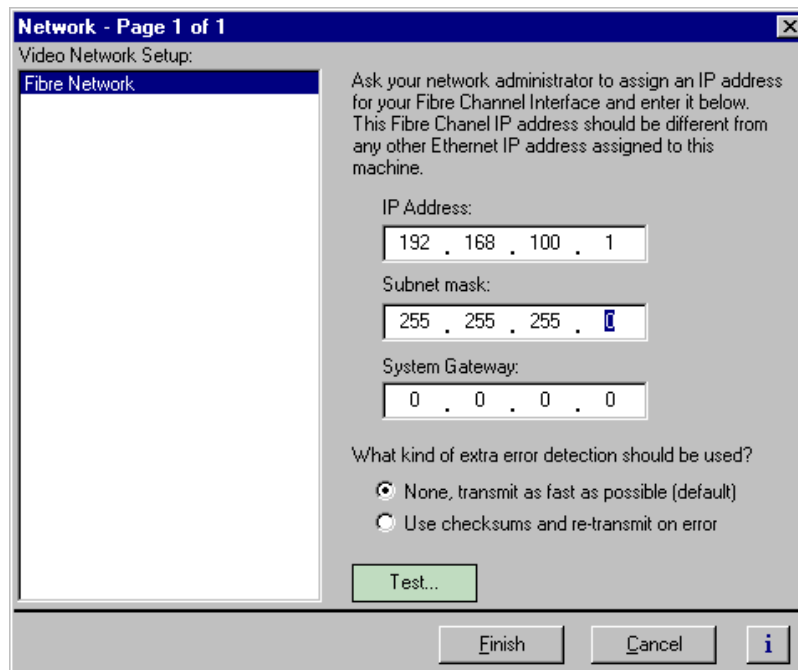 Network - Page 1 of 1
Video Network Setup:
Fibre Network
Ask your network administrator to assign an IP address
for your Fibre Channel Interface and enter it below.
This Fibre Chanel IP address should be different from
any other Ethernet IP address assigned to this
machine.
IP Address:
192 . 168 . 100 . 1
Subnet mask:
255 . 255 . 255 . 0
System Gateway:
0 . 0 . 0 . 0
What kind of extra error detection should be used?
None, transmit as fast as possible (default)
Use checksums and re-transmit on error
Test...
Finish
Cancel
i